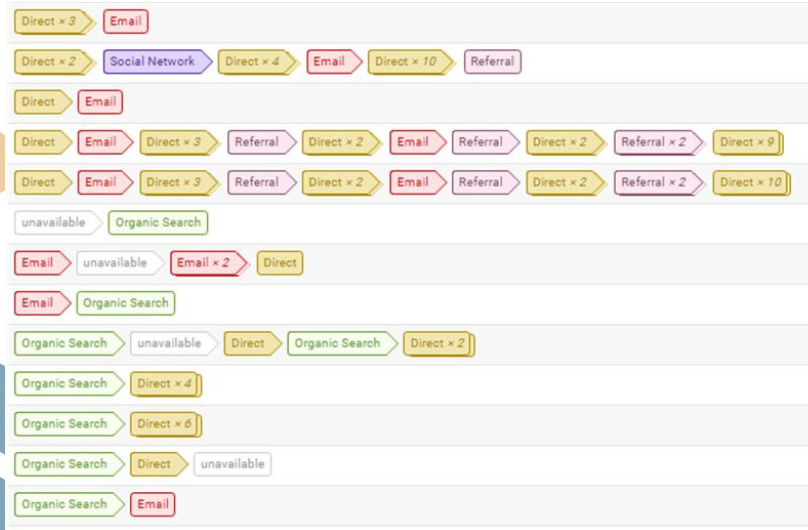 Direct × 3 Email
Direct × 2 Social Network Direct × 4 Email Direct × 10 Referral
Direct Email
Direct Email Direct × 3 Referral Direct × 2 Email Referral Direct × 2 Referral × 2 Direct × 9
Direct Email Direct × 3 Referral Direct × 2 Email Referral Direct × 2 Referral × 2 Direct × 10
unavailable Organic Search
Email unavailable Email × 2 Direct
Email Organic Search
Organic Search unavailable Direct Organic Search Direct × 2
Organic Search Direct × 4
Organic Search Direct × 6
Organic Search Direct unavailable
Organic Search Email